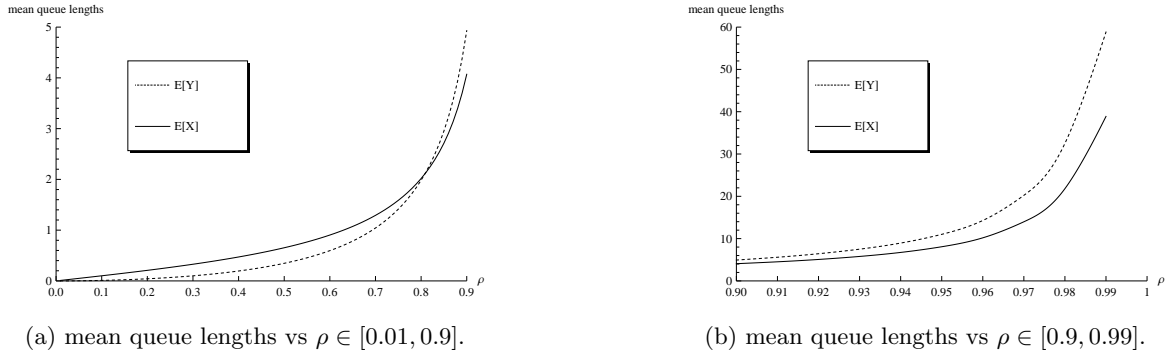 mean queue lengths
5
4
3
2
1
0
E[Y]
E[X]
0.0 0.1 0.2 0.3 0.4 0.5 0.6 0.7 0.8 0.9 ρ
(a) mean queue lengths vs ρ ∈ [0.01, 0.9].
mean queue lengths
60
50
40
30
20
10
0
E[Y]
E[X]
0.90 0.91 0.92 0.93 0.94 0.95 0.96 0.97 0.98 0.99 1 ρ
(b) mean queue lengths vs ρ ∈ [0.9, 0.99].